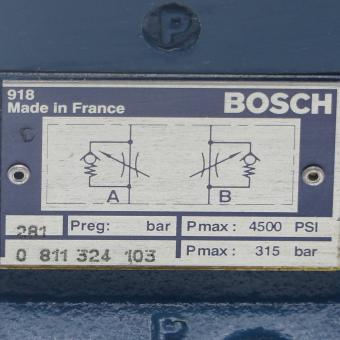 P
918
Made in France
BOSCH
A B
281
Preg: bar
Pmax: 4500 PSI
0 811 324 103
Pmax: 315 bar
P